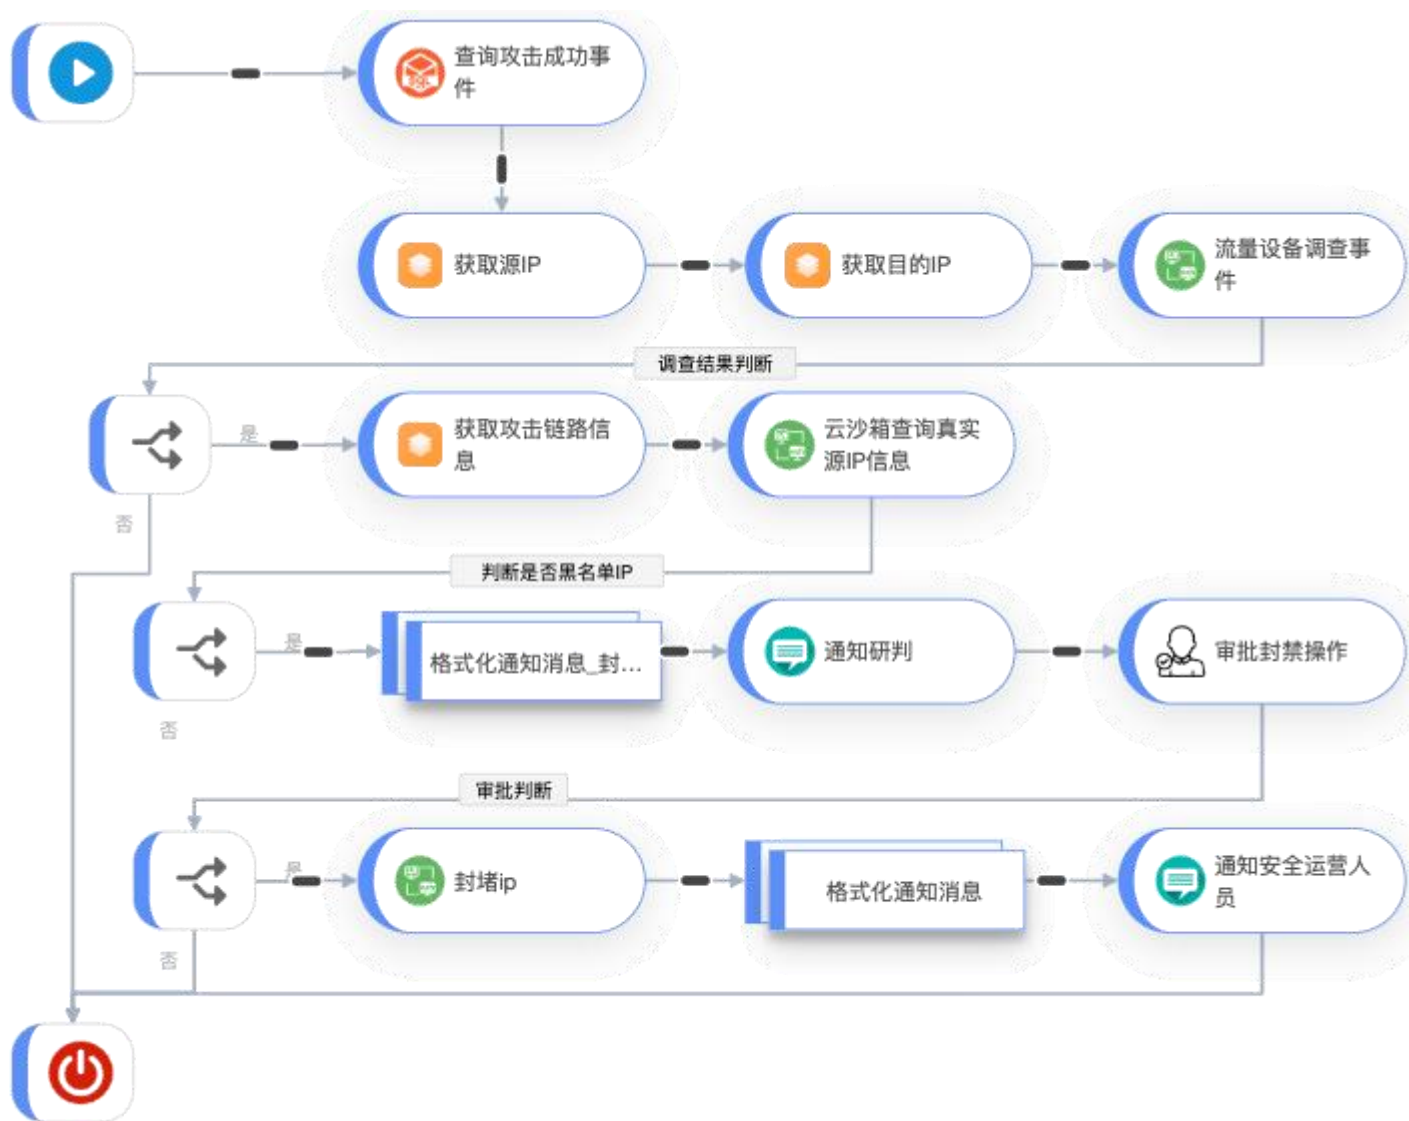 查询攻击成功事
件
获取源IP
获取目的IP
流量设备调查事
件
调查结果判断
是
获取攻击链路信
息
云沙箱查询真实
源IP信息
否
判断是否黑名单IP
是
格式化通知消息_封...
通知研判
审批封禁操作
否
审批判断
是
封堵ip
格式化通知消息
通知安全运营人
员
否